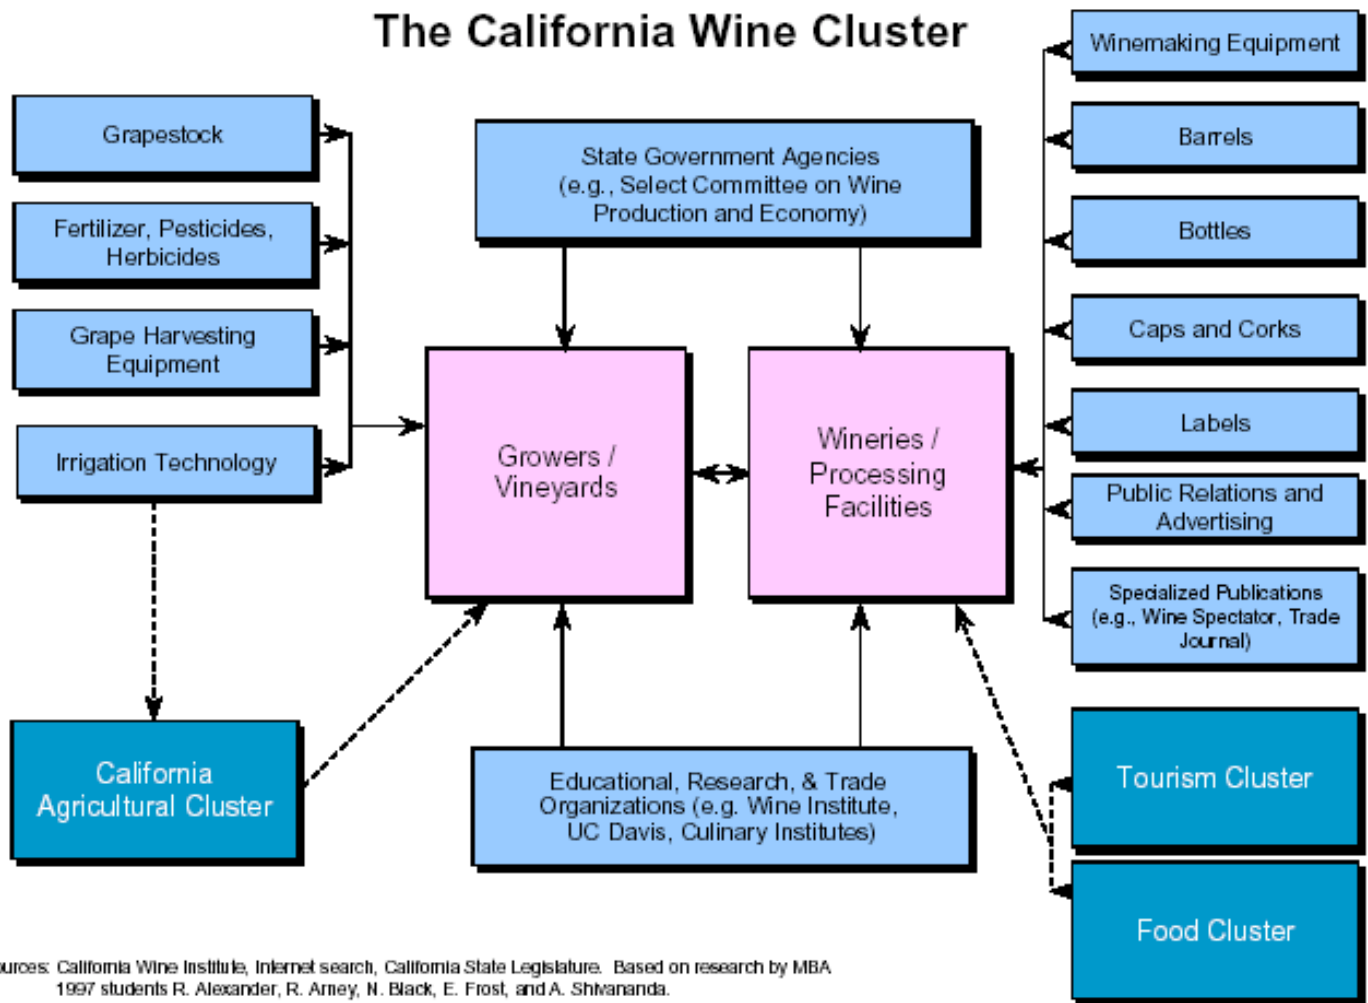 The California Wine Cluster
Grapestock
Fertilizer, Pesticides,
Herbicides
Grape Harvesting
Equipment
Irrigation Technology
California
Agricultural Cluster
State Government Agencies
(e.g., Select Committee on Wine
Production and Economy)
Growers /
Vineyards
Wineries /
Processing
Facilities
Educational, Research, & Trade
Organizations (e.g. Wine Institute,
UC Davis, Culinary Institutes)
Winemaking Equipment
Barrels
Bottles
Caps and Corks
Labels
Public Relations and
Advertising
Specialized Publications
(e.g., Wine Spectator, Trade
Journal)
Tourism Cluster
Food Cluster
urces: California Wine Institute, Internet search, California State Legislature. Based on research by MBA
1997 students R. Alexander, R. Arney, N. Black, E. Frost, and A. Shivananda.